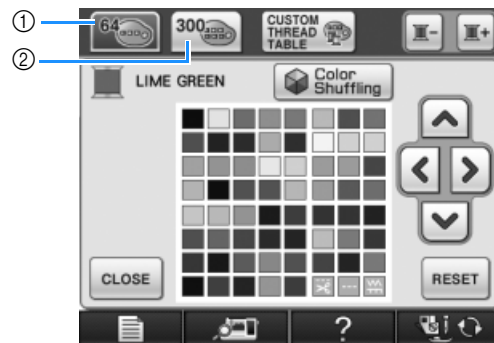 ①
②
64
300
CUSTOM
THREAD
TABLE
LIME GREEN
Color
Shuffling
CLOSE
RESET
?